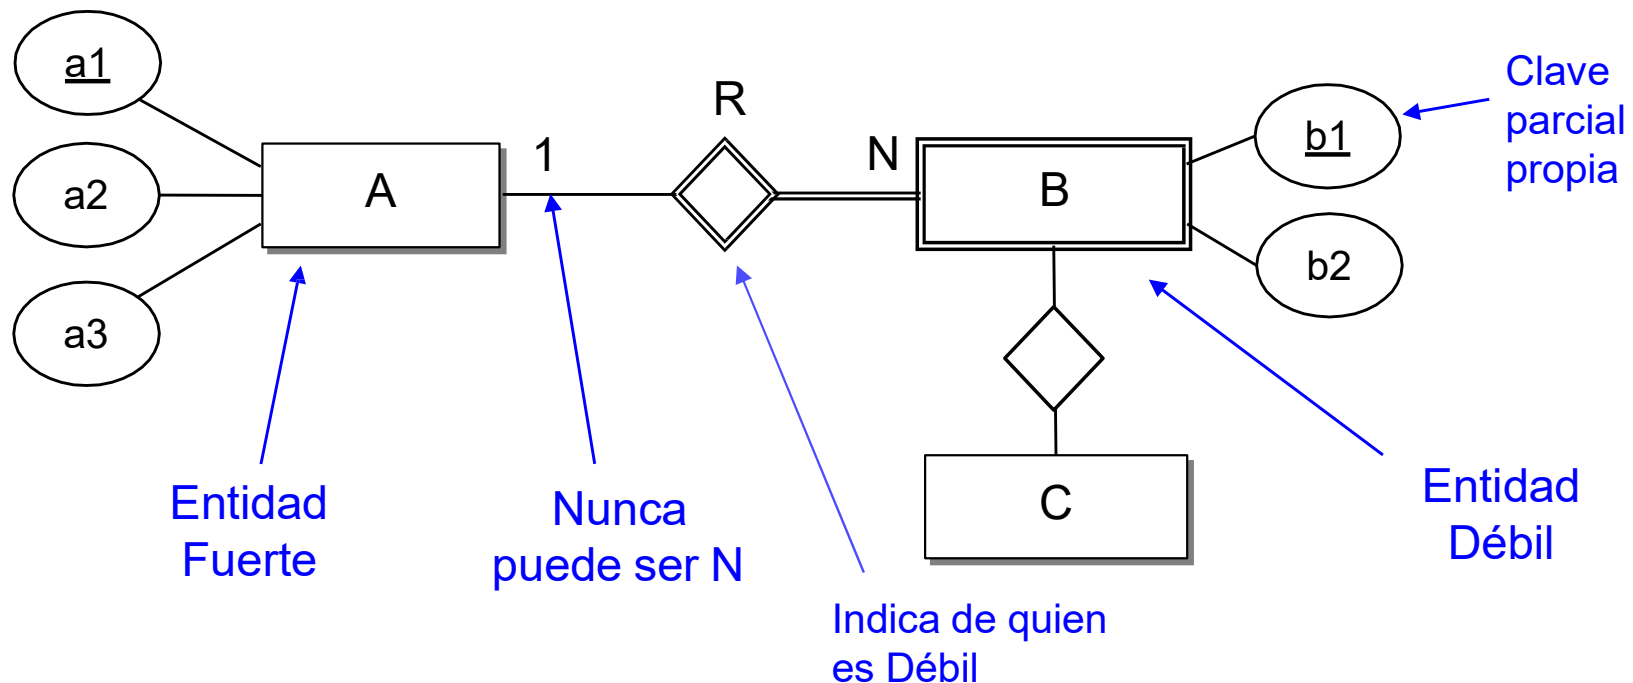 a1
a2
a3
A
1
R
N
B
b1
b2
C
Clave
parcial
propia
Entidad
Fuerte
Nunca
puede ser N
Indica de quien
es Débil
Entidad
Débil